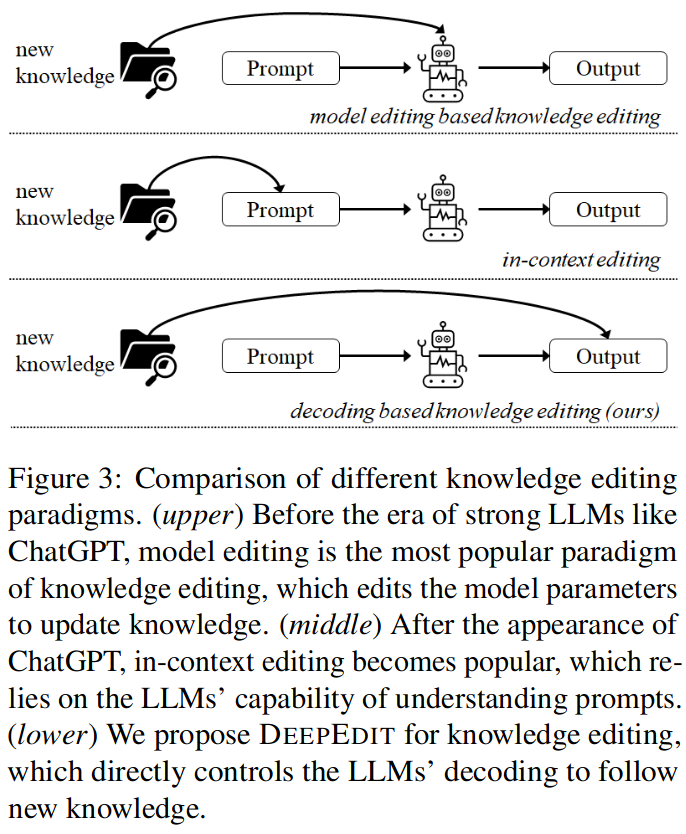 new
knowledge
Prompt
Output
model editing based knowledge editing
new
knowledge
Prompt
Output
in-context editing
new
knowledge
Prompt
Output
decoding based knowledge editing (ours)
Figure 3: Comparison of different knowledge editing
paradigms. (upper) Before the era of strong LLMs like
ChatGPT, model editing is the most popular paradigm
of knowledge editing, which edits the model parameters
to update knowledge. (middle) After the appearance of
ChatGPT, in-context editing becomes popular, which re-
lies on the LLMs’ capability of understanding prompts.
(lower) We propose DEEPEDIT for knowledge editing,
which directly controls the LLMs’ decoding to follow
new knowledge.